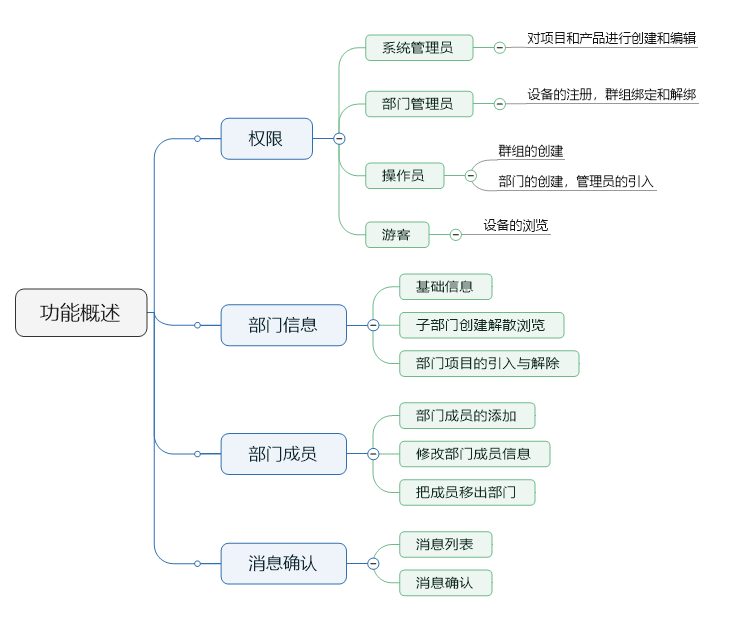 功能概述
权限
系统管理员
对项目和产品进行创建和编辑
部门管理员
设备的注册，群组绑定和解绑
操作员
群组的创建
部门的创建，管理员的引入
游客
设备的浏览
部门信息
基础信息
子部门创建解散浏览
部门项目的引入与解除
部门成员
部门成员的添加
修改部门成员信息
把成员移出部门
消息确认
消息列表
消息确认